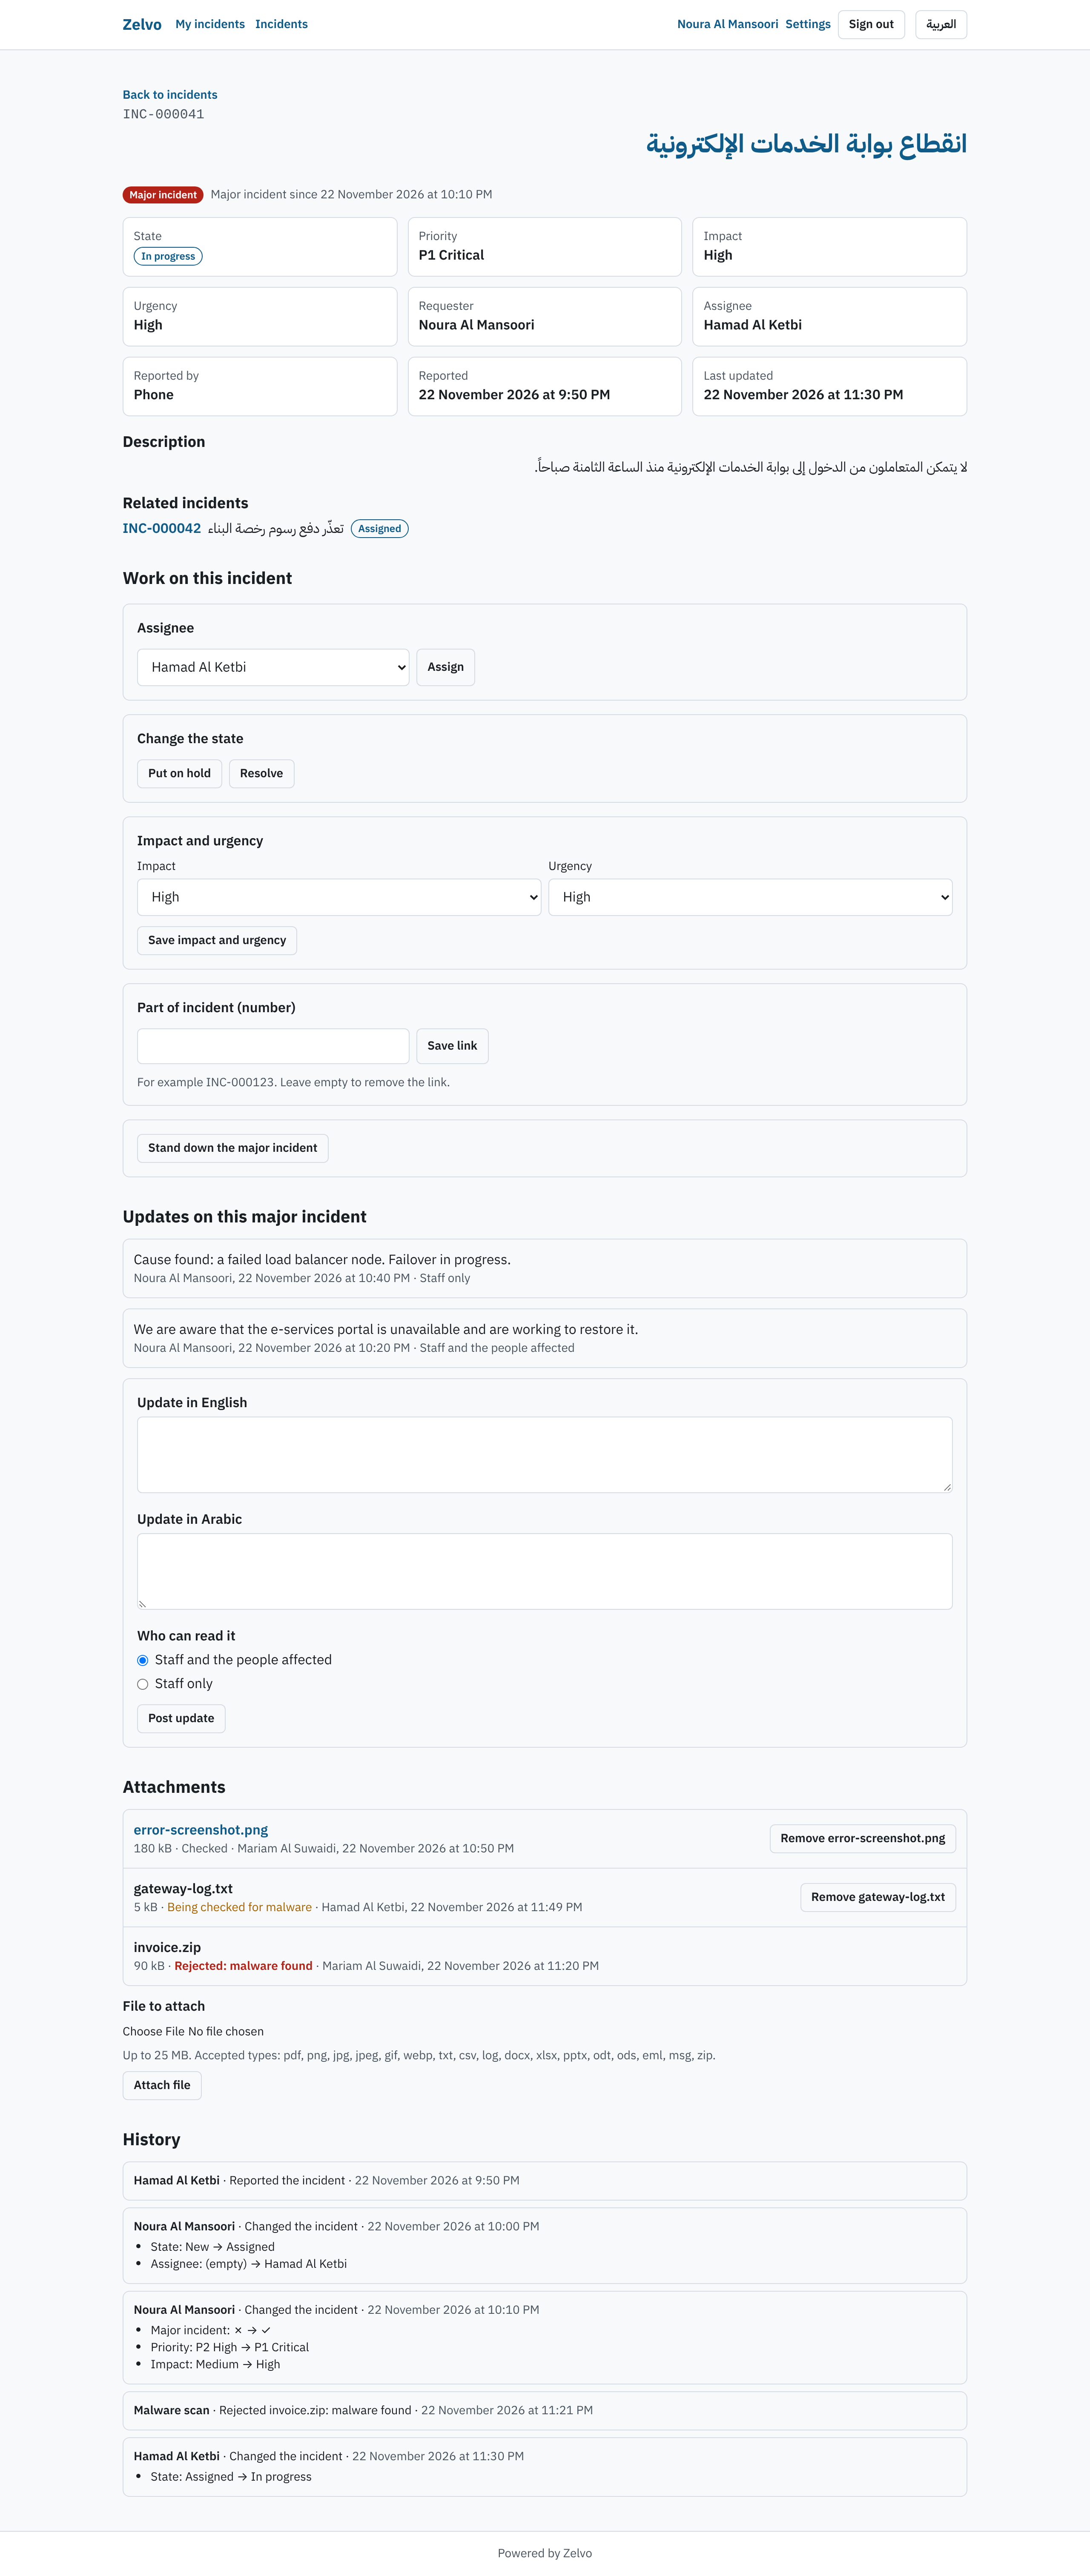 Zelvo My incidents Incidents Noura Al Mansoori Settings Sign out العربية
Back to incidents
INC-000041
انقطاع بوابة الخدمات الإلكترونية
Major incident Major incident since 22 November 2026 at 10:10 PM
State
In progress
Priority
P1 Critical
Impact
High
Urgency
High
Requester
Noura Al Mansoori
Assignee
Hamad Al Ketbi
Reported by
Phone
Reported
22 November 2026 at 9:50 PM
Last updated
22 November 2026 at 11:30 PM
Description
لا يتمكن المتعاملون من الدخول إلى بوابة الخدمات الإلكترونية منذ الساعة الثامنة صباحاً.
Related incidents
INC-000042 تعذّر دفع رسوم رخصة البناء Assigned
Work on this incident
Assignee
Hamad Al Ketbi Assign
Change the state
Put on hold Resolve
Impact and urgency
Impact Urgency
High High
Save impact and urgency
Part of incident (number)
Save link
For example INC-000123. Leave empty to remove the link.
Stand down the major incident
Updates on this major incident
Cause found: a failed load balancer node. Failover in progress.
Noura Al Mansoori, 22 November 2026 at 10:40 PM · Staff only
We are aware that the e-services portal is unavailable and are working to restore it.
Noura Al Mansoori, 22 November 2026 at 10:20 PM · Staff and the people affected
Update in English
Update in Arabic
Who can read it
Staff and the people affected
Staff only
Post update
Attachments
error-screenshot.png
180 kB · Checked · Mariam Al Suwaidi, 22 November 2026 at 10:50 PM
Remove error-screenshot.png
gateway-log.txt
5 kB · Being checked for malware · Hamad Al Ketbi, 22 November 2026 at 11:49 PM
Remove gateway-log.txt
invoice.zip
90 kB · Rejected: malware found · Mariam Al Suwaidi, 22 November 2026 at 11:20 PM
File to attach
Choose File No file chosen
Up to 25 MB. Accepted types: pdf, png, jpg, jpeg, gif, webp, txt, csv, log, docx, xlsx, pptx, odt, ods, eml, msg, zip.
Attach file
History
Hamad Al Ketbi · Reported the incident · 22 November 2026 at 9:50 PM
Noura Al Mansoori · Changed the incident · 22 November 2026 at 10:00 PM
• State: New → Assigned
• Assignee: (empty) → Hamad Al Ketbi
Noura Al Mansoori · Changed the incident · 22 November 2026 at 10:10 PM
• Major incident: ✗ → ✓
• Priority: P2 High → P1 Critical
• Impact: Medium → High
Malware scan · Rejected invoice.zip: malware found · 22 November 2026 at 11:21 PM
Hamad Al Ketbi · Changed the incident · 22 November 2026 at 11:30 PM
• State: Assigned → In progress
Powered by Zelvo